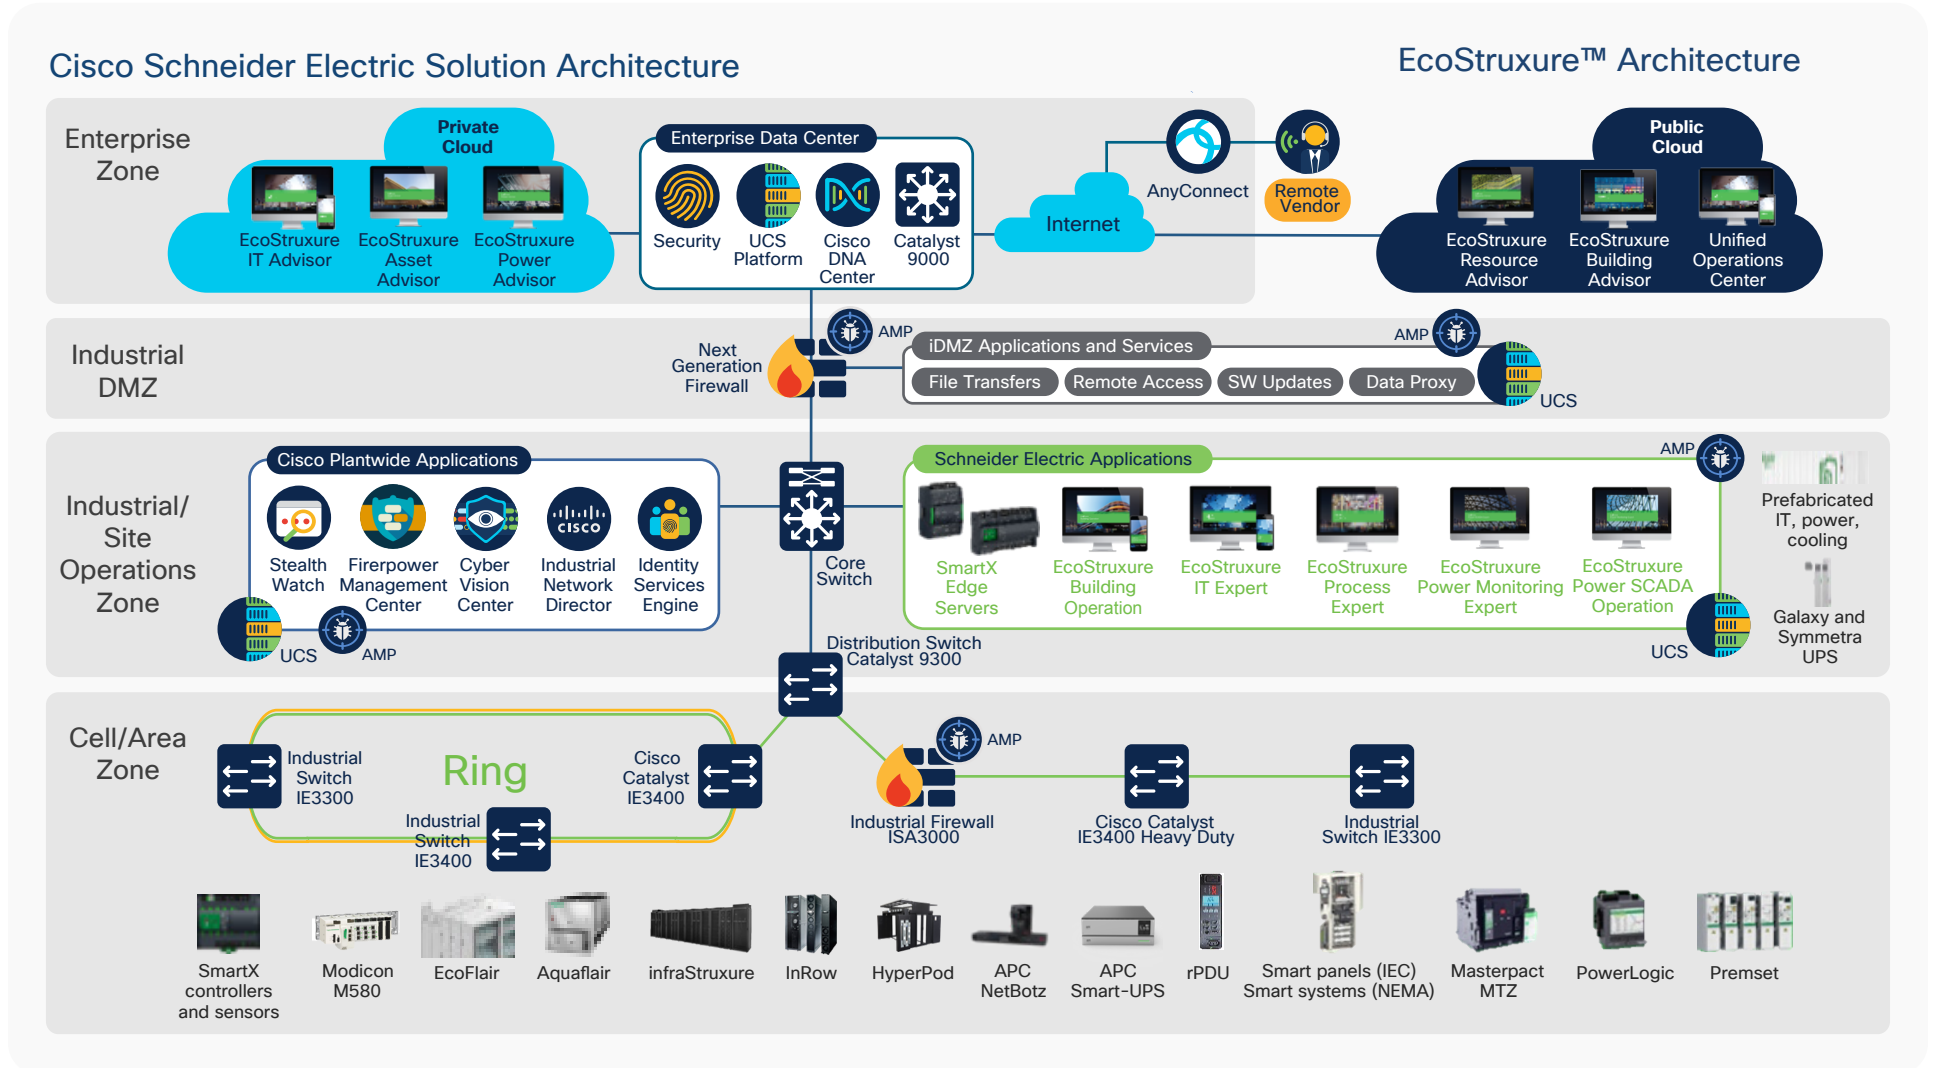 Cisco Schneider Electric Solution Architecture
EcoStruxure™ Architecture
Enterprise
Zone
Private
Cloud
EcoStruxure
IT Advisor
EcoStruxure
Asset
Advisor
EcoStruxure
Power
Advisor
Enterprise Data Center
Security
UCS
Platform
Cisco
DNA
Center
Catalyst
9000
Internet
AnyConnect
Remote
Vendor
Public
Cloud
EcoStruxure
Resource
Advisor
EcoStruxure
Building
Advisor
Unified
Operations
Center
Industrial
DMZ
Next
Generation
Firewall
AMP
iDMZ Applications and Services
File Transfers
Remote Access
SW Updates
Data Proxy
AMP
UCS
Industrial/
Site
Operations
Zone
Cisco Plantwide Applications
Stealth
Watch
Firerpower
Management
Center
Cyber
Vision
Center
CISCO
Industrial
Network
Director
Identity
Services
Engine
UCS
AMP
Core
Switch
Schneider Electric Applications
SmartX
Edge
Servers
EcoStruxure
Building
Operation
EcoStruxure
IT Expert
EcoStruxure
Process
Expert
EcoStruxure
Power Monitoring
Expert
EcoStruxure
Power SCADA
Operation
AMP
UCS
Prefabricated
IT, power,
cooling
Galaxy and
Symmetra
UPS
Distribution Switch
Catalyst 9300
Cell/Area
Zone
Industrial
Switch
IE3300
Ring
Industrial
Switch
IE3400
Cisco
Catalyst
IE3400
AMP
Industrial Firewall
ISA3000
Cisco Catalyst
IE3400 Heavy Duty
Industrial
Switch IE3300
SmartX
controllers
and sensors
Modicon
M580
EcoFlair
Aquaflair
infraStruxure
InRow
HyperPod
APC
NetBotz
APC
Smart-UPS
rPDU
Smart panels (IEC)
Smart systems (NEMA)
Masterpact
MTZ
PowerLogic
Premset